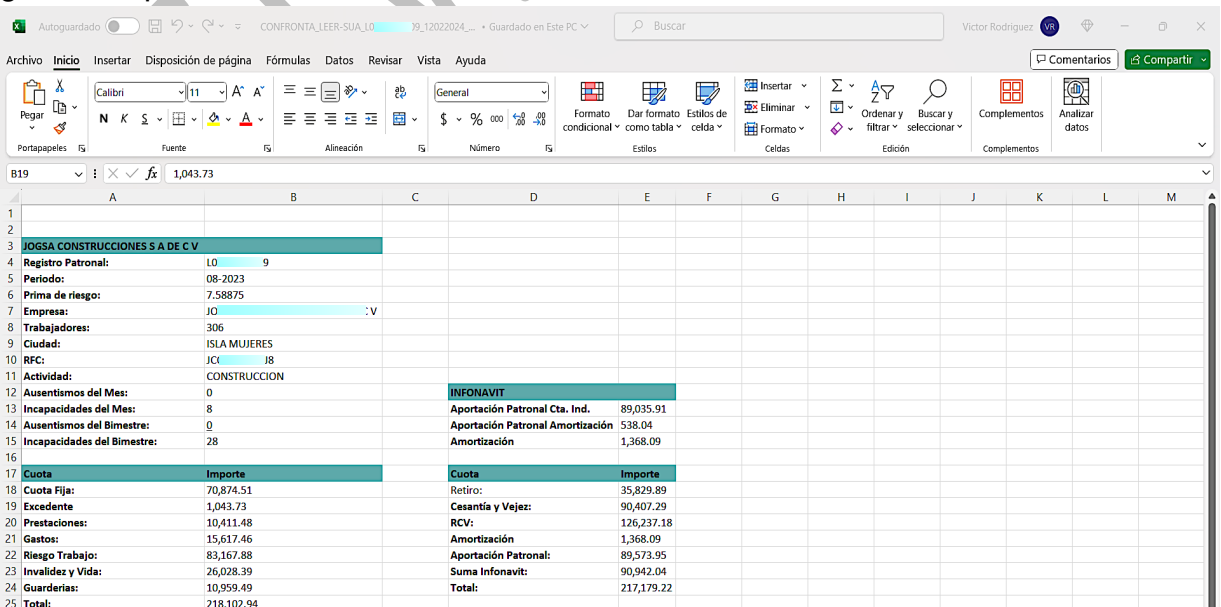 Autoguardado CONFRONTA_LEER-SUA_L0 09_12022024_... • Guardado en Este PC Buscar Victor Rodriguez VR
Archivo Inicio Insertar Disposición de página Fórmulas Datos Revisar Vista Ayuda Comentarios Compartir
Pegar Calibri 11 N K S General $ % 000 Formato condicional Dar formato como tabla Estilos de celda Insertar Eliminar Formato Ordenar y filtrar Buscar y seleccionar Complementos Analizar datos
Portapapeles Fuente Alineación Número Estilos Celdas Edición Complementos
B19 fx 1,043.73
A B C D E F G H I J K L M
1
2
3 JOGSA CONSTRUCCIONES S A DE C V
4 Registro Patronal: L0 9
5 Periodo: 08-2023
6 Prima de riesgo: 7.58875
7 Empresa: JO V
8 Trabajadores: 306
9 Ciudad: ISLA MUJERES
10 RFC: JC J8
11 Actividad: CONSTRUCCION
12 Ausentismos del Mes: 0 INFONAVIT
13 Incapacidades del Mes: 8 Aportación Patronal Cta. Ind. 89,035.91
14 Ausentismos del Bimestre: 0 Aportación Patronal Amortización 538.04
15 Incapacidades del Bimestre: 28 Amortización 1,368.09
16
17 Cuota Importe Cuota Importe
18 Cuota Fija: 70,874.51 Retiro: 35,829.89
19 Excedente 1,043.73 Cesantía y Vejez: 90,407.29
20 Prestaciones: 10,411.48 RCV: 126,237.18
21 Gastos: 15,617.46 Amortización 1,368.09
22 Riesgo Trabajo: 83,167.88 Aportación Patronal: 89,573.95
23 Invalidez y Vida: 26,028.39 Suma Infonavit: 90,942.04
24 Guarderias: 10,959.49 Total: 217,179.22
25 Total: 218,102.94